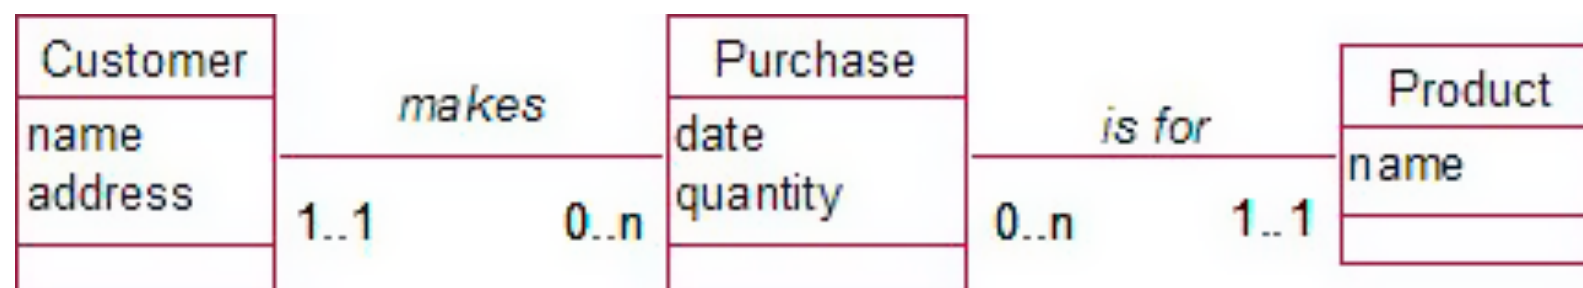 Customer
name
address
makes
1..1
0..n
Purchase
date
quantity
is for
0..n
1..1
Product
name